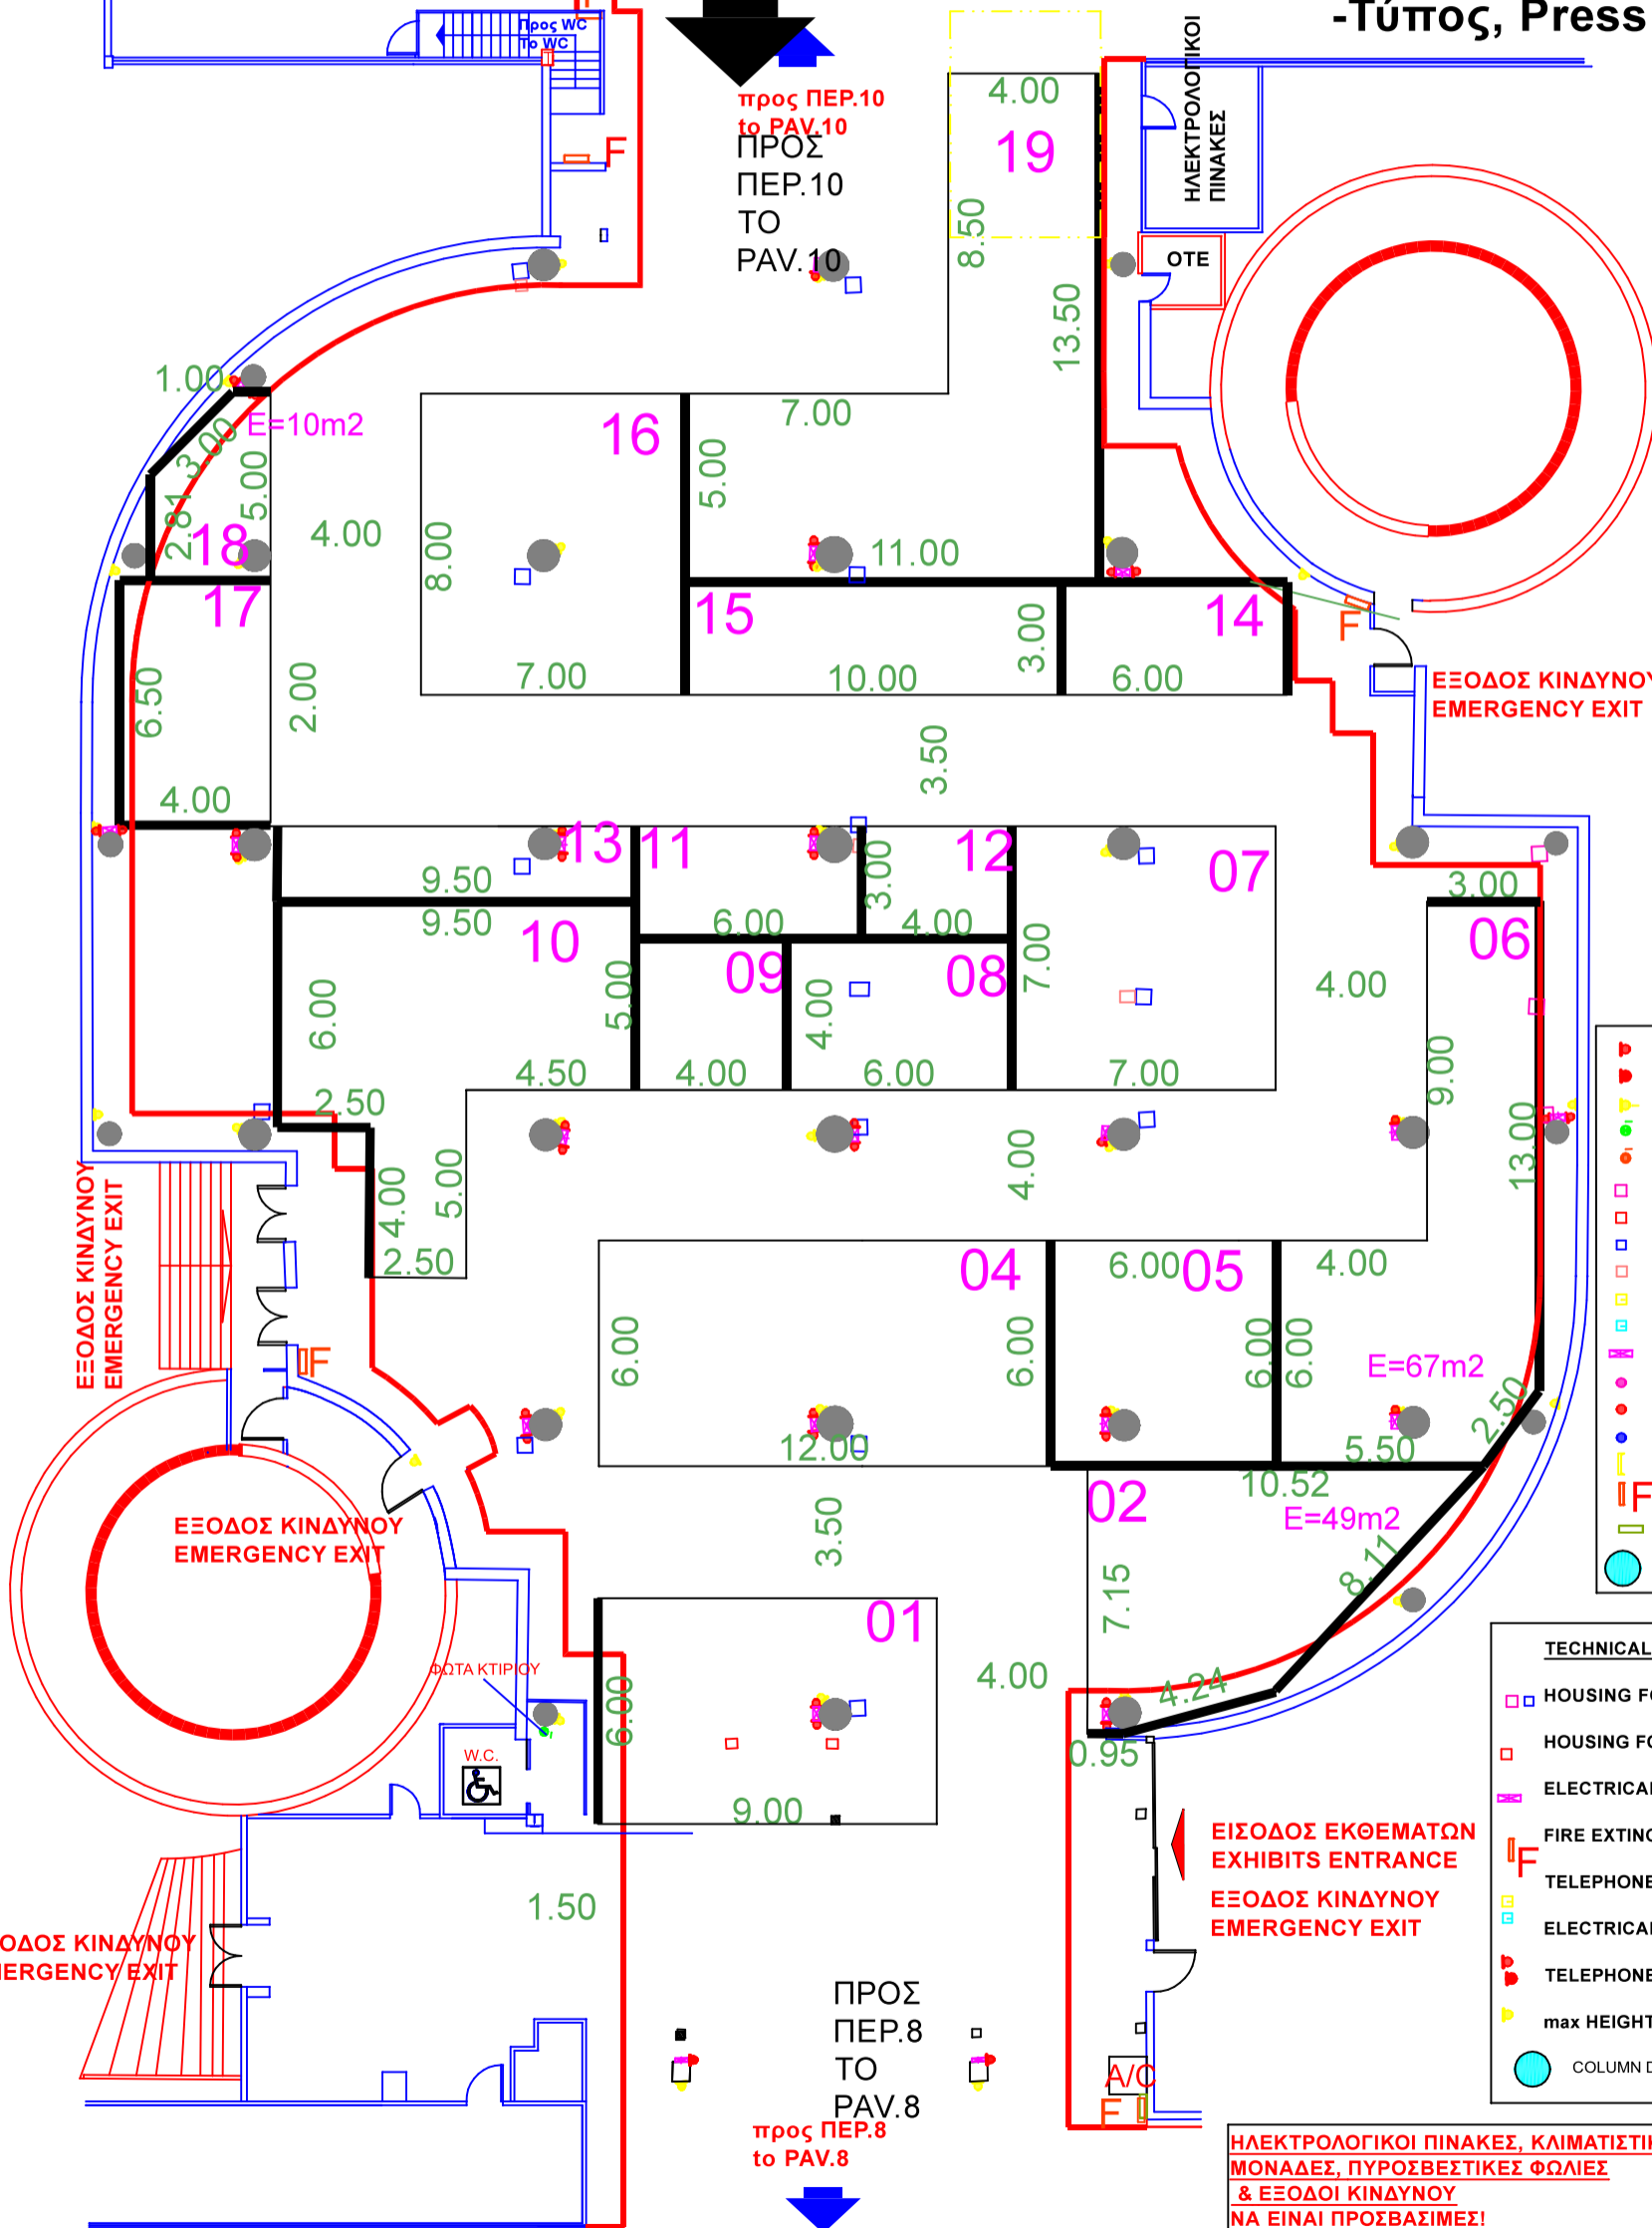 -Τύπος, Press
Προς WC
To WC
προς ΠΕΡ.10
to PAV.10
ΠΡΟΣ
ΠΕΡ.10
ΤΟ
PAV.10
4.00
19
8.50
13.50
ΗΛΕΚΤΡΟΛΟΓΙΚΟΙ
ΠΙΝΑΚΕΣ
ΟΤΕ
F
1.00
E=10m2
3.00
2.81
5.00
18
4.00
16
8.00
7.00
7.00
5.00
11.00
17
6.50
2.00
4.00
15
10.00
3.00
14
6.00
F
ΕΞΟΔΟΣ ΚΙΝΔΥΝΟΥ
EMERGENCY EXIT
3.50
13
9.50
11
6.00
3.00
12
4.00
07
7.00
7.00
3.00
06
4.00
9.00
13.00
9.50
10
6.00
5.00
4.50
2.50
4.00
5.00
2.50
09
4.00
4.00
08
6.00
4.00
ΕΞΟΔΟΣ ΚΙΝΔΥΝΟΥ
EMERGENCY EXIT
F
04
6.00
6.00
12.00
6.00
05
6.00
4.00
6.00
E=67m2
5.50
2.50
F
10.52
02
E=49m2
7.15
8.11
4.24
0.95
ΕΞΟΔΟΣ ΚΙΝΔΥΝΟΥ
EMERGENCY EXIT
3.50
01
6.00
9.00
4.00
ΦΩΤΑ ΚΤΙΡΙΟΥ
W.C.
1.50
TECHNICAL
HOUSING FO
HOUSING FO
ELECTRICAL
FIRE EXTING
F
TELEPHONE
ELECTRICAL
TELEPHONE
max HEIGHT
COLUMN D
ΕΙΣΟΔΟΣ ΕΚΘΕΜΑΤΩΝ
EXHIBITS ENTRANCE
ΕΞΟΔΟΣ ΚΙΝΔΥΝΟΥ
EMERGENCY EXIT
ΟΔΟΣ ΚΙΝΔΥΝΟΥ
ERGENCY EXIT
ΠΡΟΣ
ΠΕΡ.8
ΤΟ
PAV.8
προς ΠΕΡ.8
to PAV.8
A/C
F
ΗΛΕΚΤΡΟΛΟΓΙΚΟΙ ΠΙΝΑΚΕΣ, ΚΛΙΜΑΤΙΣΤΙΚ
ΜΟΝΑΔΕΣ, ΠΥΡΟΣΒΕΣΤΙΚΕΣ ΦΩΛΙΕΣ
& ΕΞΟΔΟΙ ΚΙΝΔΥΝΟΥ
ΝΑ ΕΙΝΑΙ ΠΡΟΣΒΑΣΙΜΕΣ!